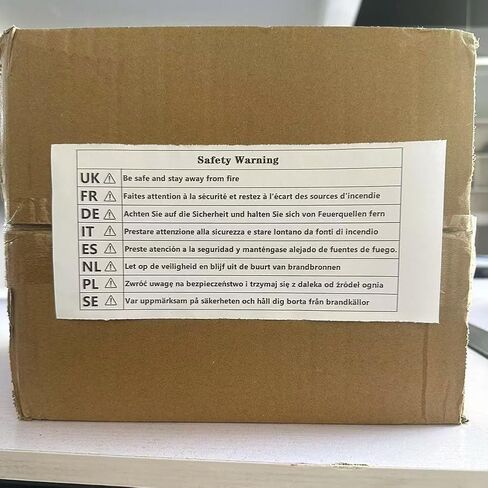 Safety Warning
UK ⚠ Be safe and stay away from fire
FR ⚠ Faites attention à la sécurité et restez à l'écart des sources d'incendie
DE ⚠ Achten Sie auf die Sicherheit und halten Sie sich von Feuerquellen fern
IT ⚠ Prestare attenzione alla sicurezza e stare lontano da fonti di incendio
ES ⚠ Preste atención a la seguridad y manténgase alejado de fuentes de fuego.
NL ⚠ Let op de veiligheid en blijf uit de buurt van brandbronnen
PL ⚠ Zwróć uwagę na bezpieczeństwo i trzymaj się z daleka od źródeł ognia
SE ⚠ Var uppmärksam på säkerheten och håll dig borta från brandkällor